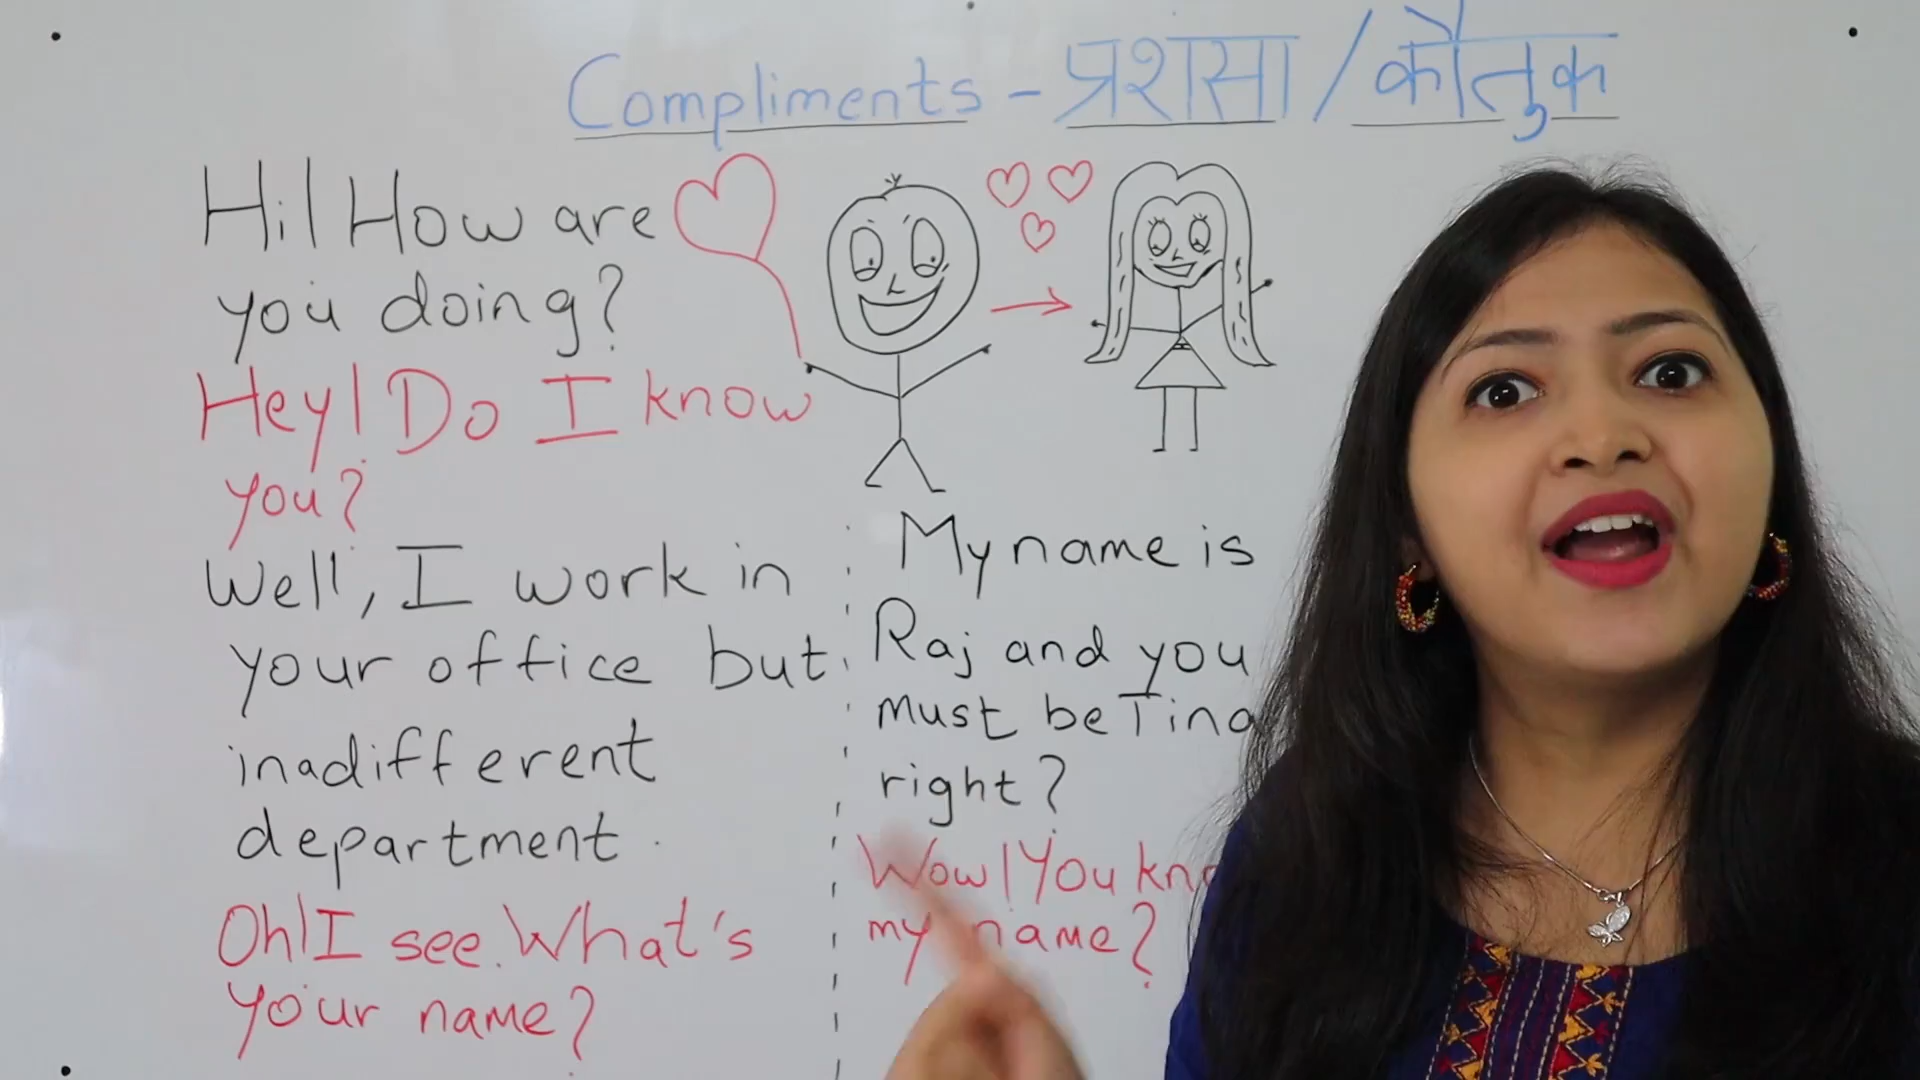 Compliments - प्रशसा / कौतुक
Hi! How are
you doing?
Hey! Do I know
you?
Well, I work in
your office but
in a different
department.
Oh! I see. What's
your name?
My name is
Raj and you
must be Tina
right?
Wow! You
my name?